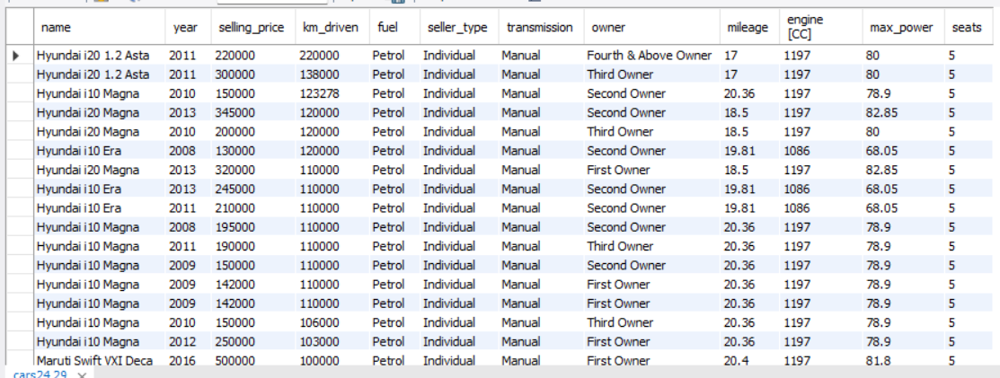 name year selling_price km_driven fuel seller_type transmission owner mileage engine [CC] max_power seats
Hyundai i20 1.2 Asta 2011 220000 220000 Petrol Individual Manual Fourth & Above Owner 17 1197 80 5
Hyundai i20 1.2 Asta 2011 300000 138000 Petrol Individual Manual Third Owner 17 1197 80 5
Hyundai i10 Magna 2010 150000 123278 Petrol Individual Manual Second Owner 20.36 1197 78.9 5
Hyundai i20 Magna 2013 345000 120000 Petrol Individual Manual Second Owner 18.5 1197 82.85 5
Hyundai i20 Magna 2010 200000 120000 Petrol Individual Manual Third Owner 18.5 1197 80 5
Hyundai i10 Era 2008 130000 120000 Petrol Individual Manual Second Owner 19.81 1086 68.05 5
Hyundai i20 Magna 2013 320000 110000 Petrol Individual Manual First Owner 18.5 1197 82.85 5
Hyundai i10 Era 2013 245000 110000 Petrol Individual Manual Second Owner 19.81 1086 68.05 5
Hyundai i10 Era 2011 210000 110000 Petrol Individual Manual Second Owner 19.81 1086 68.05 5
Hyundai i10 Magna 2008 195000 110000 Petrol Individual Manual Second Owner 20.36 1197 78.9 5
Hyundai i10 Magna 2011 190000 110000 Petrol Individual Manual Third Owner 20.36 1197 78.9 5
Hyundai i10 Magna 2009 150000 110000 Petrol Individual Manual Second Owner 20.36 1197 78.9 5
Hyundai i10 Magna 2009 142000 110000 Petrol Individual Manual First Owner 20.36 1197 78.9 5
Hyundai i10 Magna 2009 142000 110000 Petrol Individual Manual First Owner 20.36 1197 78.9 5
Hyundai i10 Magna 2010 150000 106000 Petrol Individual Manual Third Owner 20.36 1197 78.9 5
Hyundai i10 Magna 2012 250000 103000 Petrol Individual Manual First Owner 20.36 1197 78.9 5
Maruti Swift VXI Deca 2016 500000 100000 Petrol Individual Manual First Owner 20.4 1197 81.8 5
cars24 29